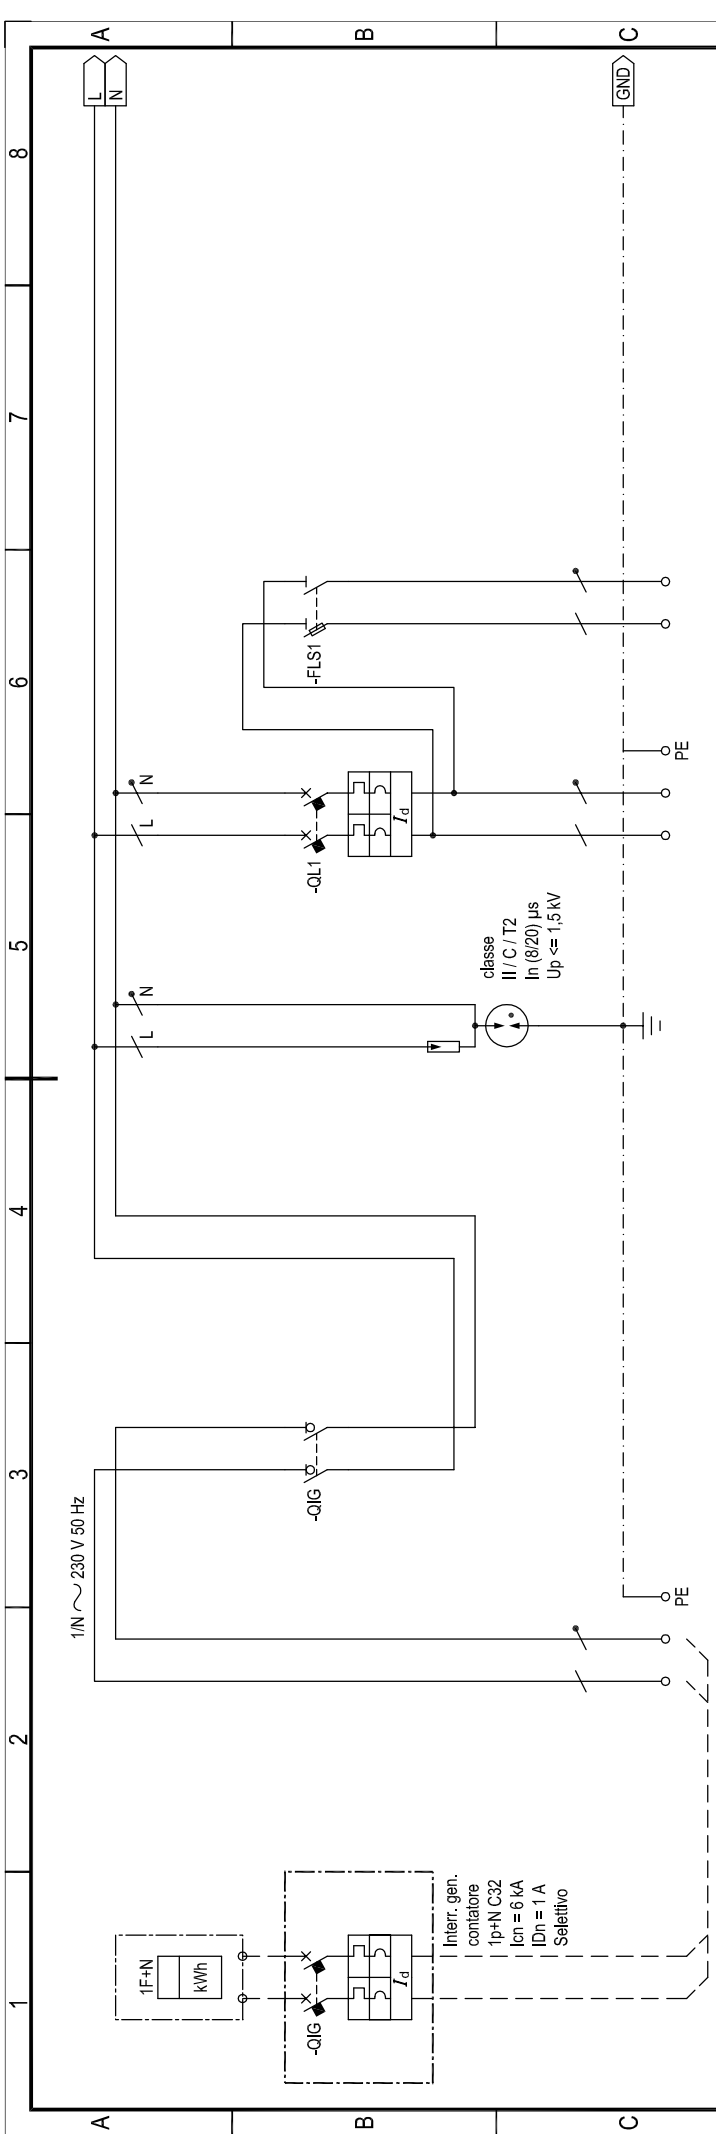 1
2
3
4
5
6
7
8
A
A
B
B
C
C
L
N
GND
1/N ~ 230 V 50 Hz
1F+N
kWh
-QIG
Id
Interr. gen.
contatore
1p+N C32
Icn = 6 kA
IDn = 1 A
Selettivo
PE
-QIG
L
N
classe
II / C / T2
In (8/20) µs
Up <= 1,5 kV
L
N
-QL1
Id
PE
-FLS1